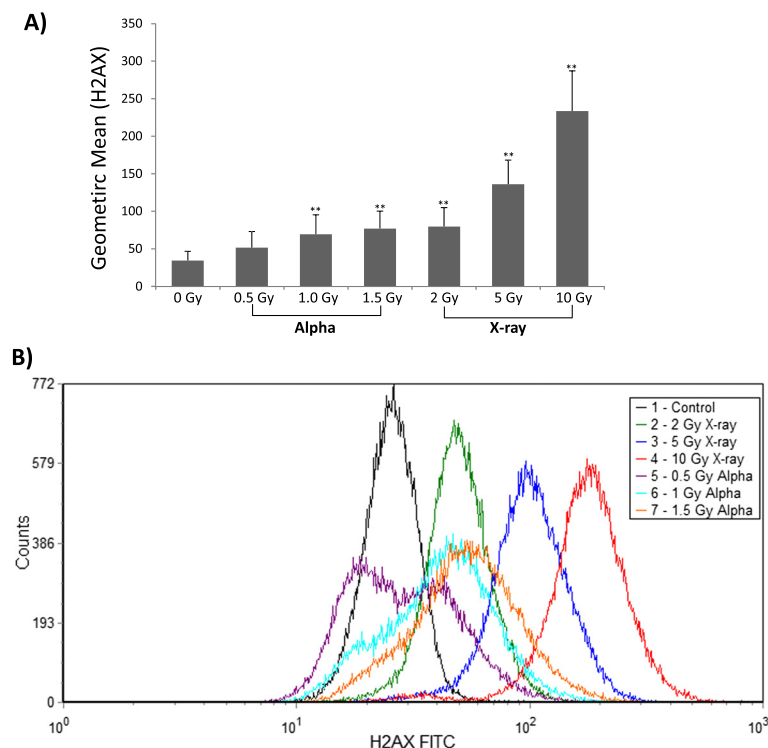 A)
Geometirc Mean (H2AX)
350
300
250
200
150
100
50
0
** ** ** ** **
0 Gy 0.5 Gy 1.0 Gy 1.5 Gy 2 Gy 5 Gy 10 Gy
Alpha X-ray
B)
772
579
386
193
0
Counts
1 - Control
2 - 2 Gy X-ray
3 - 5 Gy X-ray
4 - 10 Gy X-ray
5 - 0.5 Gy Alpha
6 - 1 Gy Alpha
7 - 1.5 Gy Alpha
10⁰ 10¹ 10² 10³
H2AX FITC